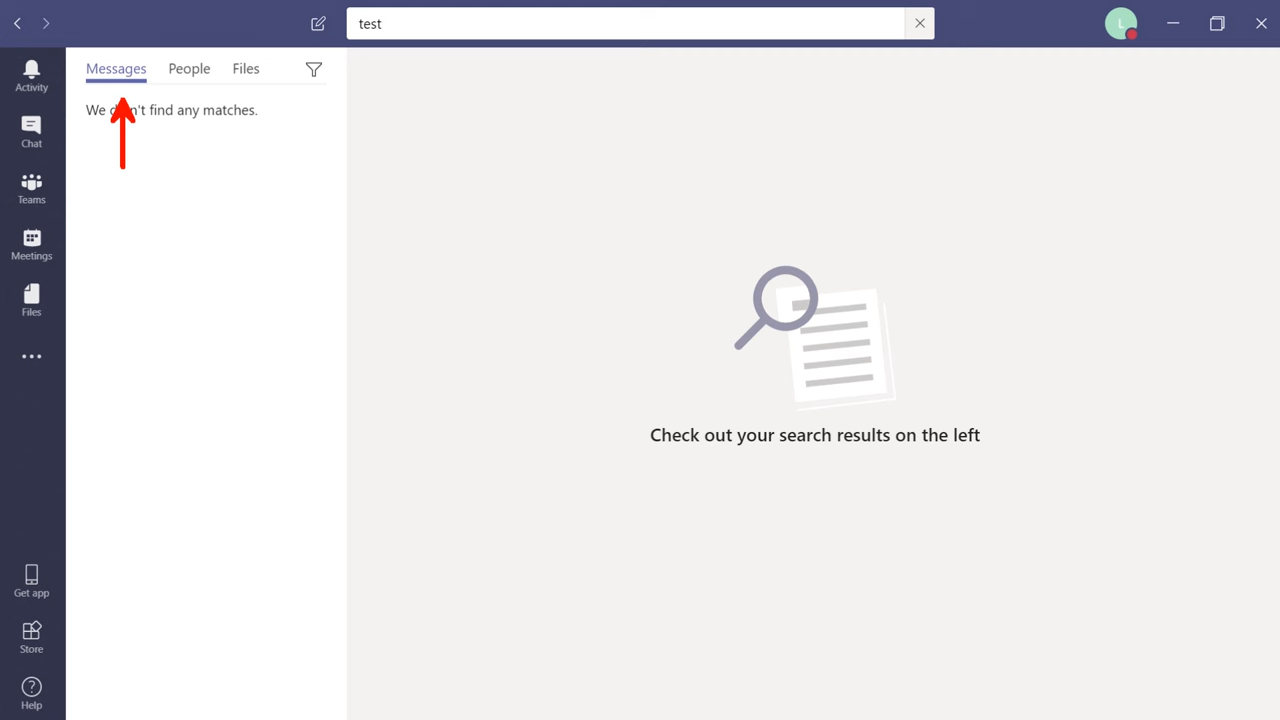 test
L
Messages People Files
We didn't find any matches.
Activity
Chat
Teams
Meetings
Files
Check out your search results on the left
Get app
Store
Help